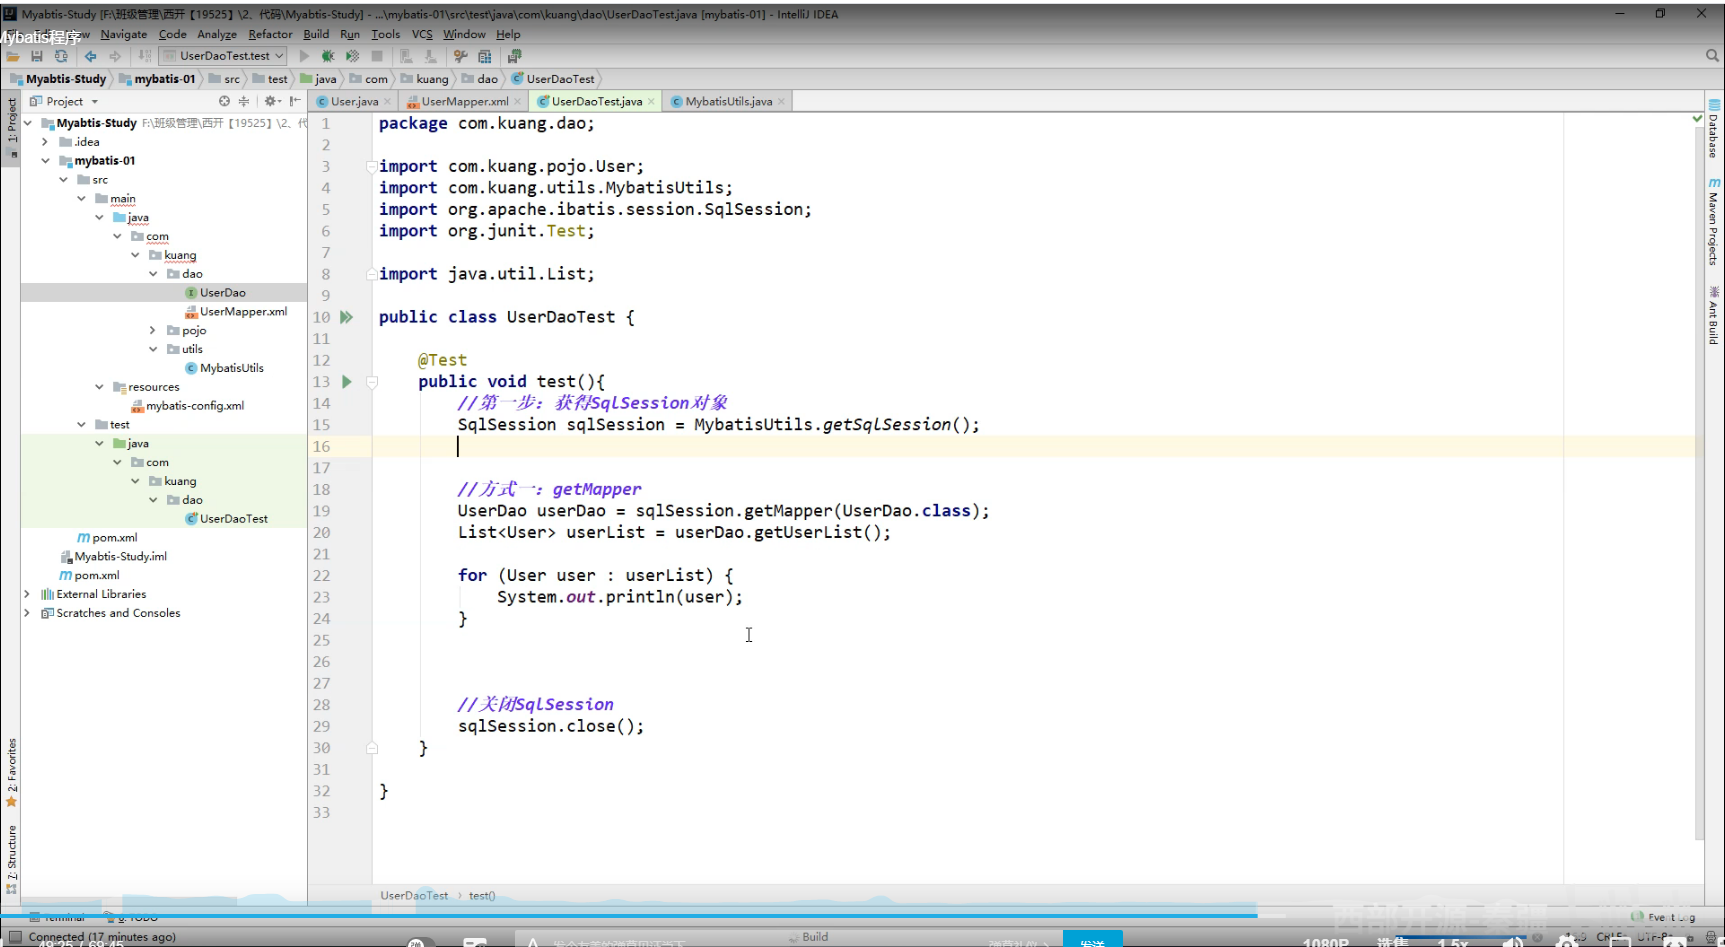 Myabtis-Study [F:\班级管理\西开【19525】\2、代码\Myabtis-Study] - ...\mybatis-01\src\test\java\com\kuang\dao\UserDaoTest.java [mybatis-01] - IntelliJ IDEA
Mybatis程序
Navigate Code Analyze Refactor Build Run Tools VCS Window Help
UserDaoTest.test
Myabtis-Study mybatis-01 src test java com kuang dao UserDaoTest
Project
User.java UserMapper.xml UserDaoTest.java MybatisUtils.java
1: Project
Myabtis-Study F:\班级管理\西开【19525】\2、代
.idea
mybatis-01
src
main
java
com
kuang
dao
UserDao
UserMapper.xml
pojo
utils
MybatisUtils
resources
mybatis-config.xml
test
java
com
kuang
dao
UserDaoTest
pom.xml
Myabtis-Study.iml
pom.xml
External Libraries
Scratches and Consoles
2: Favorites
7: Structure
1 package com.kuang.dao;
2
3 import com.kuang.pojo.User;
4 import com.kuang.utils.MybatisUtils;
5 import org.apache.ibatis.session.SqlSession;
6 import org.junit.Test;
7
8 import java.util.List;
9
10 public class UserDaoTest {
11
12 @Test
13 public void test(){
14 //第一步：获得SqlSession对象
15 SqlSession sqlSession = MybatisUtils.getSqlSession();
16
17
18 //方式一：getMapper
19 UserDao userDao = sqlSession.getMapper(UserDao.class);
20 List<User> userList = userDao.getUserList();
21
22 for (User user : userList) {
23 System.out.println(user);
24 }
25
26
27
28 //关闭SqlSession
29 sqlSession.close();
30 }
31
32 }
33
Database
Maven Projects
Ant Build
UserDaoTest › test()
Terminal 6: TODO
Event Log
Connected (17 minutes ago)
49:25 / 69:45
Build
发送
1080P 选集 1.5x